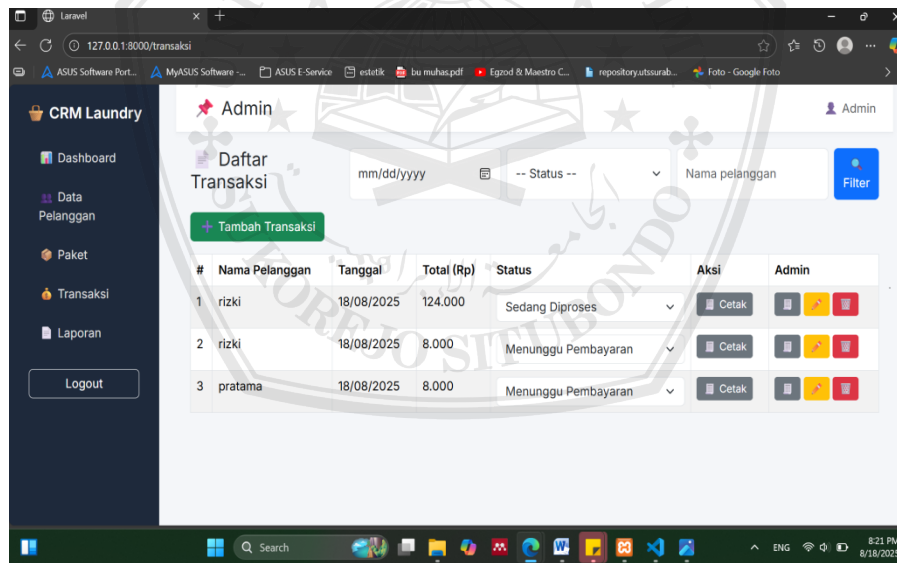 Laravel
127.0.0.1:8000/transaksi
ASUS Software Port... MyASUS Software -... ASUS E-Service estetik bu muhas.pdf Egzod & Maestro C... repository.utssurab... Foto - Google Foto
CRM Laundry
Dashboard
Data
Pelanggan
Paket
Transaksi
Laporan
Logout
Admin
Admin
Daftar
Transaksi
mm/dd/yyyy
-- Status --
Nama pelanggan
Filter
Tambah Transaksi
# Nama Pelanggan Tanggal Total (Rp) Status Aksi Admin
1 rizki 18/08/2025 124.000 Sedang Diproses Cetak
2 rizki 18/08/2025 8.000 Menunggu Pembayaran Cetak
3 pratama 18/08/2025 8.000 Menunggu Pembayaran Cetak
SUKOREJO SITUBONDO
Search
ENG
8:21 PM
8/18/2025